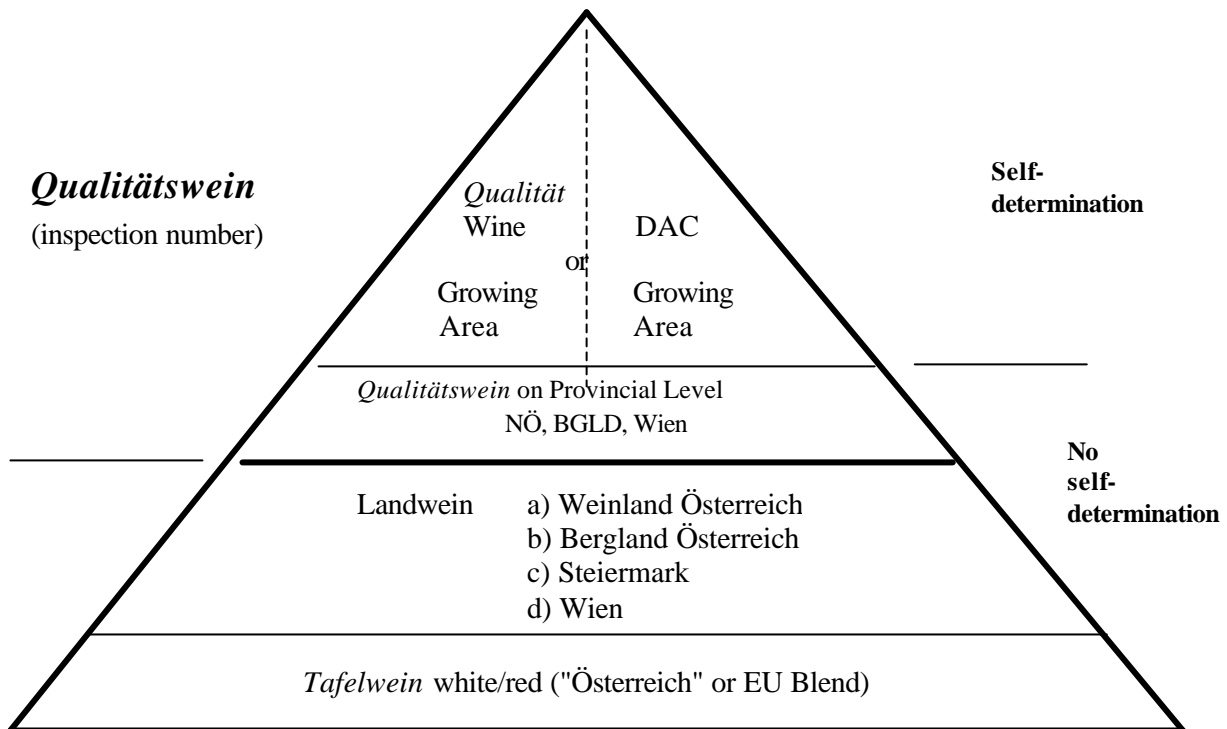 Qualitätswein
(inspection number)
Qualität
Wine
DAC
or
Growing
Area
Growing
Area
Self-
determination
Qualitätswein on Provincial Level
NÖ, BGLD, Wien
No
self-
determination
Landwein a) Weinland Österreich
b) Bergland Österreich
c) Steiermark
d) Wien
Tafelwein white/red ("Österreich" or EU Blend)